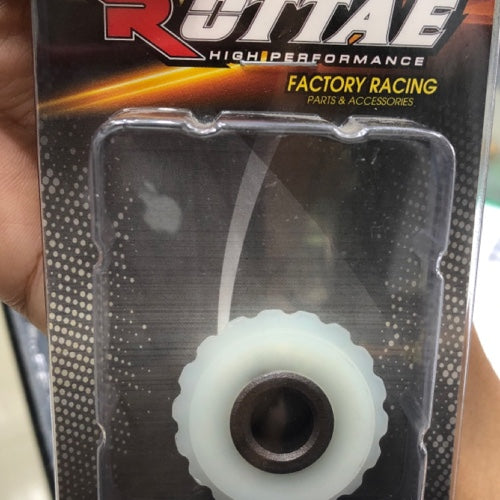 RUTTAE
HIGH PERFORMANCE
FACTORY RACING
PARTS & ACCESSORIES